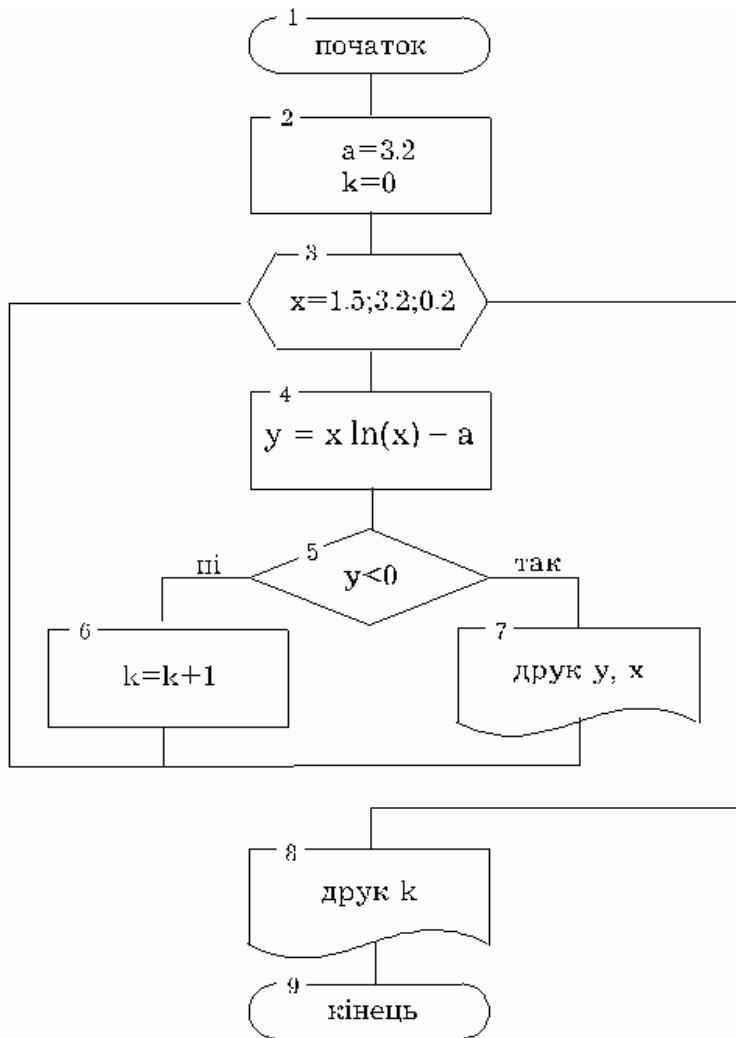 1
початок
2
a=3.2
k=0
3
x=1.5;3.2;0.2
4
y = x ln(x) − a
5
y<0
ні
так
6
k=k+1
7
друк y, x
8
друк k
9
кінець